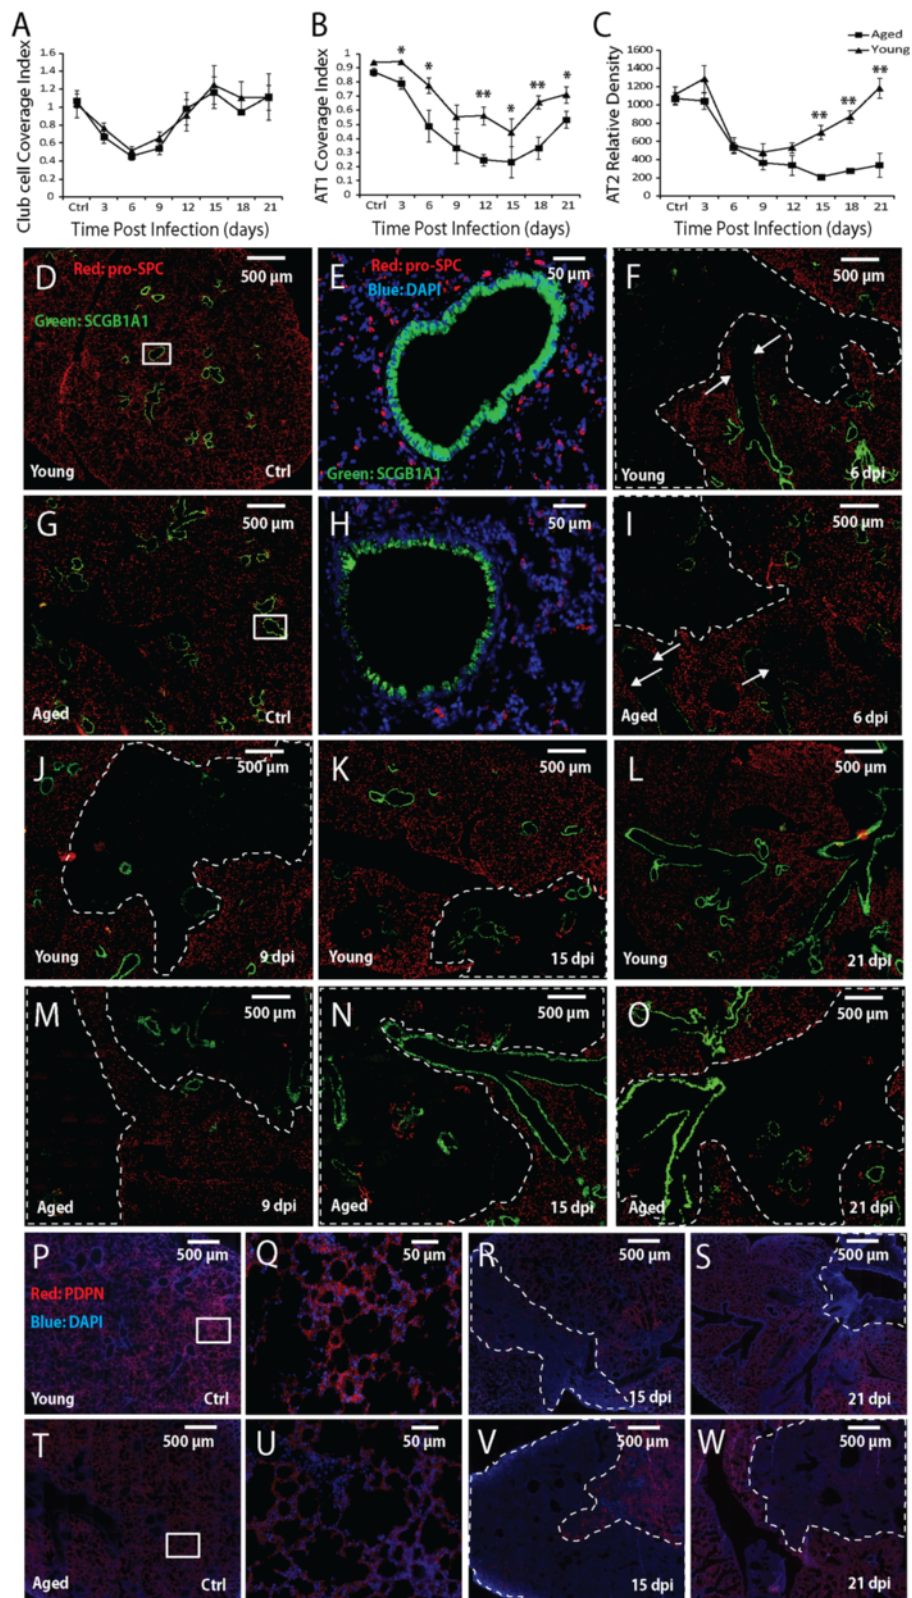 A
Club cell Coverage Index
1.6
1.4
1.2
1
0.8
0.6
0.4
0.2
0
Ctrl 3 6 9 12 15 18 21
Time Post Infection (days)
B
AT1 Coverage Index
1
0.9
0.8
0.7
0.6
0.5
0.4
0.3
0.2
0.1
0
* * ** * ** *
Ctrl 3 6 9 12 15 18 21
Time Post Infection (days)
C
Aged
Young
AT2 Relative Density
1600
1400
1200
1000
800
600
400
200
0
** ** **
Ctrl 3 6 9 12 15 18 21
Time Post Infection (days)
D
Red: pro-SPC
500 µm
Green: SCGB1A1
Young
Ctrl
E
Red: pro-SPC
50 µm
Blue: DAPI
Green: SCGB1A1
F
500 µm
Young
6 dpi
G
500 µm
Aged
Ctrl
H
50 µm
I
500 µm
Aged
6 dpi
J
500 µm
Young
9 dpi
K
500 µm
Young
15 dpi
L
500 µm
Young
21 dpi
M
500 µm
Aged
9 dpi
N
500 µm
Aged
15 dpi
O
500 µm
Aged
21 dpi
P
500 µm
Red: PDPN
Blue: DAPI
Young
Ctrl
Q
50 µm
R
500 µm
15 dpi
S
500 µm
21 dpi
T
500 µm
Aged
Ctrl
U
50 µm
V
500 µm
15 dpi
W
500 µm
21 dpi